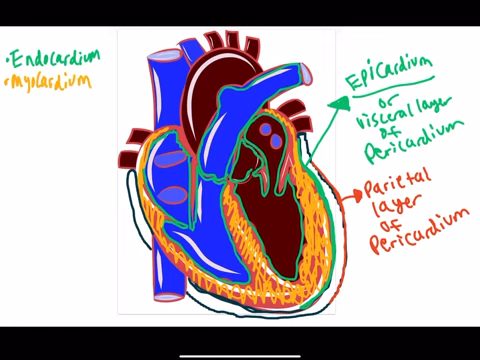 • Endocardium
• myocardium
Epicardium
or
visceral layer
of
Pericardium
Parietal
layer
of
Pericardium